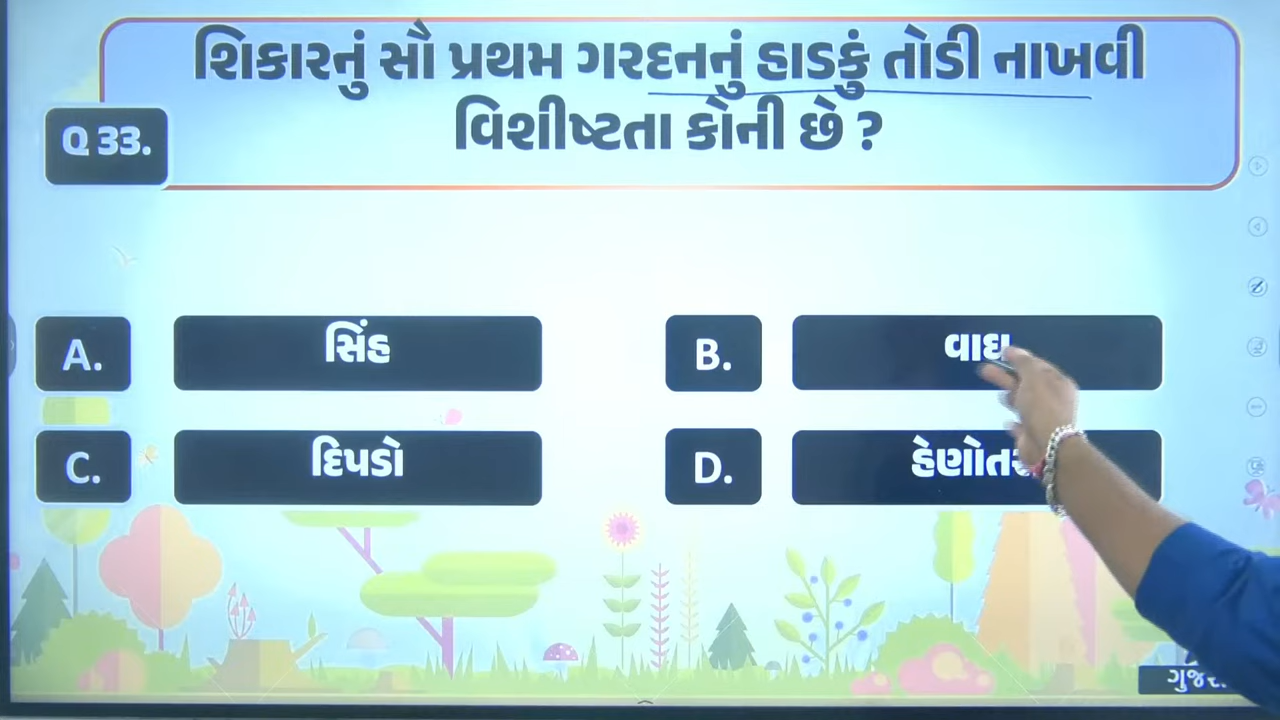 શિકારનું સૌ પ્રથમ ગરદનનું હાડકું તોડી નાખવી
Q 33.
વિશીષ્ટતા કોની છે ?
A.
સિંહ
B.
વાઘ
C.
દિપડો
D.